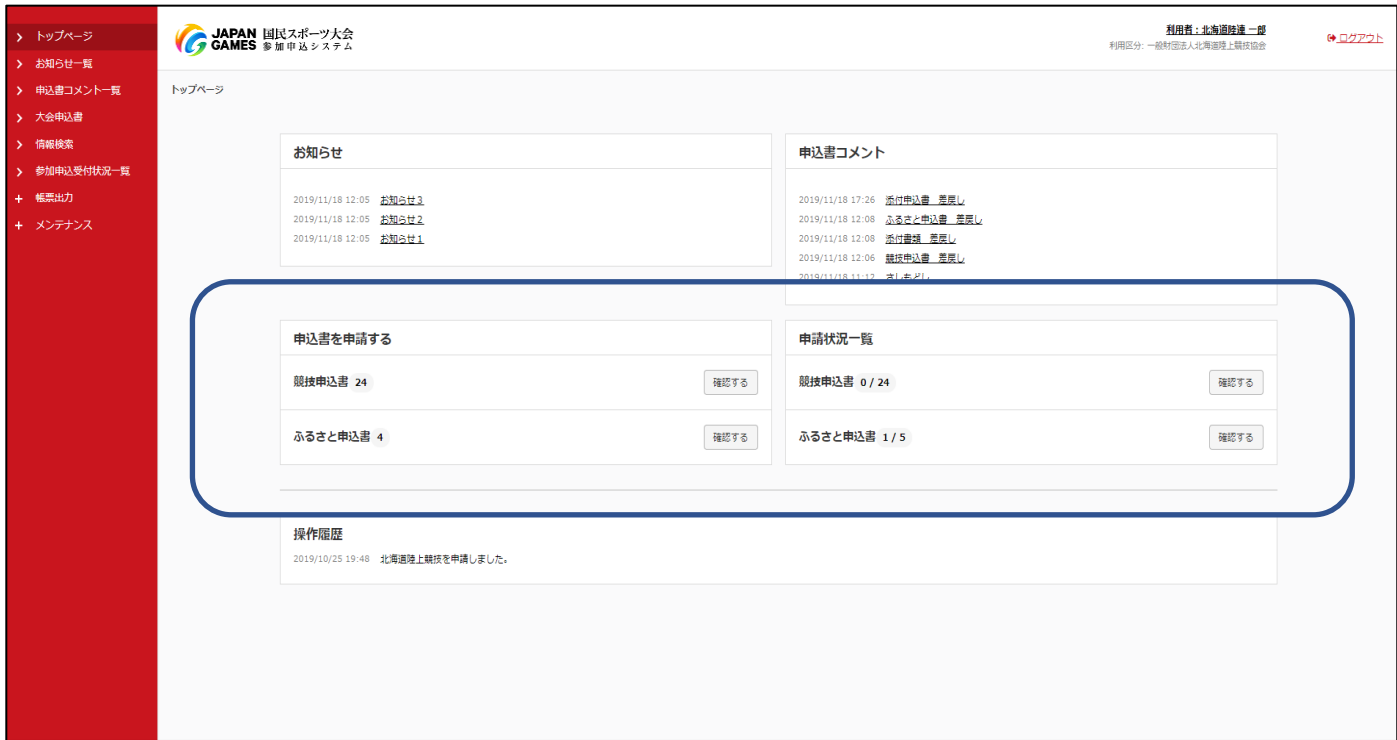 トップページ
お知らせ一覧
申込書コメント一覧
大会申込書
情報検索
参加申込受付状況一覧
帳票出力
メンテナンス
JAPAN GAMES 国民スポーツ大会
参加申込システム
利用者：北海道陸連 一郎
利用区分: 一般財団法人北海道陸上競技協会
ログアウト
トップページ
お知らせ
2019/11/18 12:05 お知らせ3
2019/11/18 12:05 お知らせ2
2019/11/18 12:05 お知らせ1
申込書コメント
2019/11/18 17:26 添付申込書 差戻し
2019/11/18 12:08 ふるさと申込書 差戻し
2019/11/18 12:08 添付書類 差戻し
2019/11/18 12:06 競技申込書 差戻し
2019/11/18 11:12 さしもどし
申込書を申請する
競技申込書 24 確認する
ふるさと申込書 4 確認する
申請状況一覧
競技申込書 0 / 24 確認する
ふるさと申込書 1 / 5 確認する
操作履歴
2019/10/25 19:48 北海道陸上競技を申請しました。